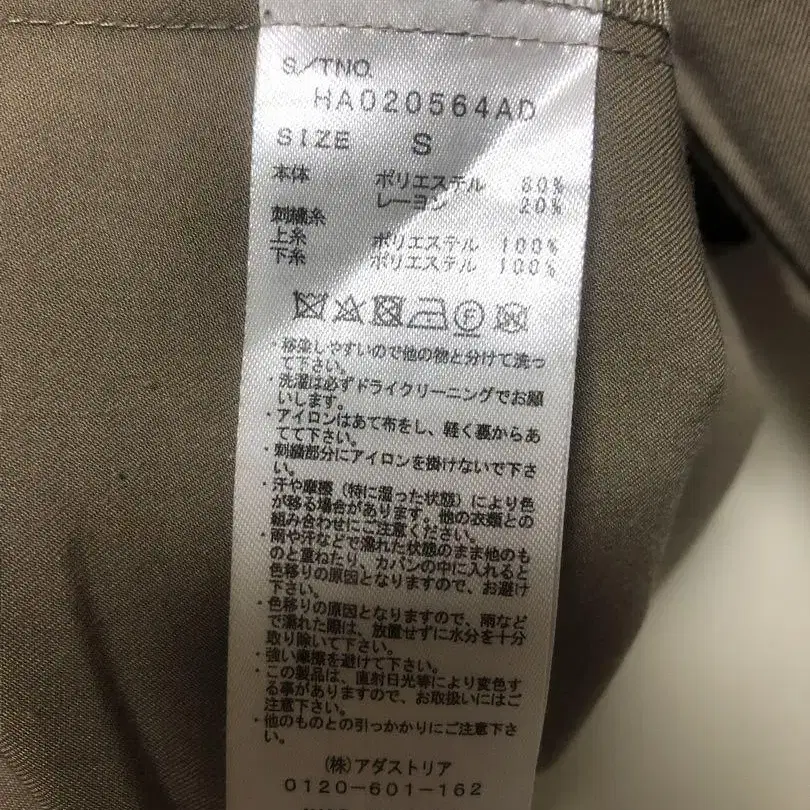 S/TNO.
HA020564AD
SIZE S
本体 ポリエステル 80%
レーヨン 20%
刺繍糸
上糸 ポリエステル 100%
下糸 ポリエステル 100%
・移染しやすいので他の物と分けて洗っ
て下さい。
・洗濯は必ずドライクリーニングでお願
いします。
・アイロンはあて布をし、軽く裏からあ
てて下さい。
・刺繍部分にアイロンを掛けないで下さ
い。
・汗や摩擦(特に湿った状態)により色
が移る場合があります。他の衣類との
組み合わせにご注意ください。
・雨や汗などで濡れた状態のまま他のも
のと重ねたり、カバンの中に入れると
色移りの原因となりますので、お避け
下さい。
・色移りの原因となりますので、雨など
で濡れた際は、放置せずに水分を十分
取り除いて下さい。
・強い摩擦を避けて下さい。
・この製品は、直射日光等により変色す
る事がありますので、お取扱いにはご
注意下さい。
・他のものとの引っかかりにご注意下さ
い。
(株)アダストリア
0120-601-162